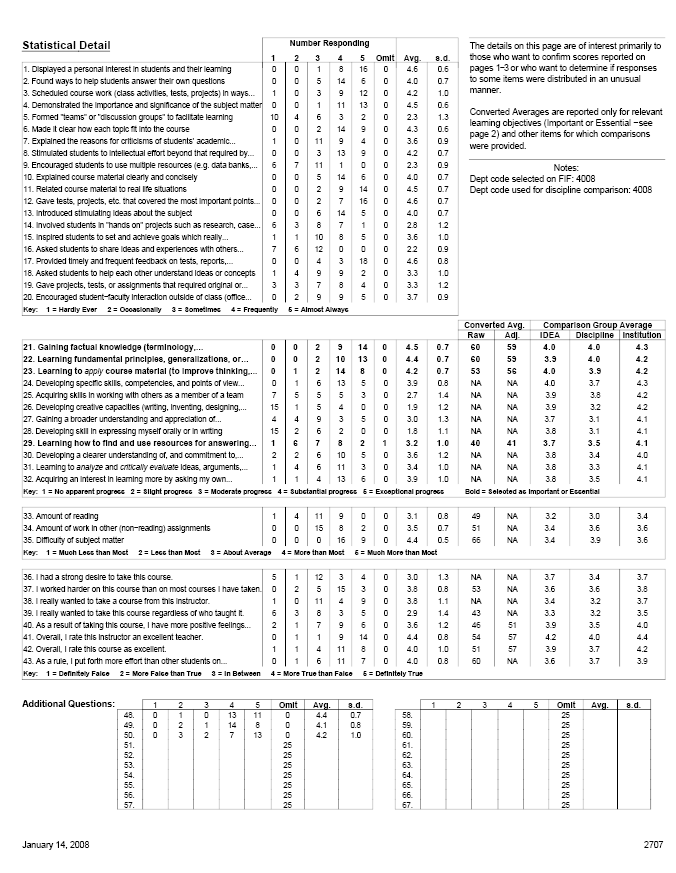 Statistical Detail
Number Responding
1 2 3 4 5 Omit Avg. s.d.
1. Displayed a personal interest in students and their learning 0 0 1 8 16 0 4.6 0.6
2. Found ways to help students answer their own questions 0 0 5 14 6 0 4.0 0.7
3. Scheduled course work (class activities, tests, projects) in ways... 1 0 3 9 12 0 4.2 1.0
4. Demonstrated the importance and significance of the subject matter 0 0 1 11 13 0 4.5 0.6
5. Formed "teams" or "discussion groups" to facilitate learning 10 4 6 3 2 0 2.3 1.3
6. Made it clear how each topic fit into the course 0 0 2 14 9 0 4.3 0.6
7. Explained the reasons for criticisms of students' academic... 1 0 11 9 4 0 3.6 0.9
8. Stimulated students to intellectual effort beyond that required by... 0 0 3 13 9 0 4.2 0.7
9. Encouraged students to use multiple resources (e.g. data banks,... 6 7 11 1 0 0 2.3 0.9
10. Explained course material clearly and concisely 0 0 5 14 6 0 4.0 0.7
11. Related course material to real life situations 0 0 2 9 14 0 4.5 0.7
12. Gave tests, projects, etc. that covered the most important points... 0 0 2 7 16 0 4.6 0.7
13. Introduced stimulating ideas about the subject 0 0 6 14 5 0 4.0 0.7
14. Involved students in "hands on" projects such as research, case... 6 3 8 7 1 0 2.8 1.2
15. Inspired students to set and achieve goals which really... 1 1 10 8 5 0 3.6 1.0
16. Asked students to share ideas and experiences with others... 7 6 12 0 0 0 2.2 0.9
17. Provided timely and frequent feedback on tests, reports,... 0 0 4 3 18 0 4.6 0.8
18. Asked students to help each other understand ideas or concepts 1 4 9 9 2 0 3.3 1.0
19. Gave projects, tests, or assignments that required original or... 3 3 7 8 4 0 3.3 1.2
20. Encouraged student-faculty interaction outside of class (office... 0 2 9 9 5 0 3.7 0.9
Key: 1 = Hardly Ever 2 = Occasionally 3 = Sometimes 4 = Frequently 5 = Almost Always
The details on this page are of interest primarily to
those who want to confirm scores reported on
pages 1-3 or who want to determine if responses
to some items were distributed in an unusual
manner.
Converted Averages are reported only for relevant
learning objectives (Important or Essential –see
page 2) and other items for which comparisons
were provided.
Notes:
Dept code selected on FIF: 4008
Dept code used for discipline comparison: 4008
Converted Avg. Comparison Group Average
Raw Adj. IDEA Discipline Institution
21. Gaining factual knowledge (terminology,... 0 0 2 9 14 0 4.5 0.7 60 59 4.0 4.0 4.3
22. Learning fundamental principles, generalizations, or... 0 0 2 10 13 0 4.4 0.7 60 59 3.9 4.0 4.2
23. Learning to apply course material (to improve thinking,... 0 1 2 14 8 0 4.2 0.7 53 56 4.0 3.9 4.2
24. Developing specific skills, competencies, and points of view... 0 1 6 13 5 0 3.9 0.8 NA NA 4.0 3.7 4.3
25. Acquiring skills in working with others as a member of a team 7 5 5 5 3 0 2.7 1.4 NA NA 3.9 3.8 4.2
26. Developing creative capacities (writing, inventing, designing,... 15 1 5 4 0 0 1.9 1.2 NA NA 3.9 3.2 4.2
27. Gaining a broader understanding and appreciation of... 4 4 9 3 5 0 3.0 1.3 NA NA 3.7 3.1 4.1
28. Developing skill in expressing myself orally or in writing 15 2 6 2 0 0 1.8 1.1 NA NA 3.8 3.1 4.1
29. Learning how to find and use resources for answering... 1 6 7 8 2 1 3.2 1.0 40 41 3.7 3.5 4.1
30. Developing a clearer understanding of, and commitment to,... 2 2 6 10 5 0 3.6 1.2 NA NA 3.8 3.4 4.0
31. Learning to analyze and critically evaluate ideas, arguments,... 1 4 6 11 3 0 3.4 1.0 NA NA 3.8 3.3 4.1
32. Acquiring an interest in learning more by asking my own... 1 1 4 13 6 0 3.9 1.0 NA NA 3.8 3.5 4.1
Key: 1 = No apparent progress 2 = Slight progress 3 = Moderate progress 4 = Substantial progress 5 = Exceptional progress Bold = Selected as Important or Essential
33. Amount of reading 1 4 11 9 0 0 3.1 0.8 49 NA 3.2 3.0 3.4
34. Amount of work in other (non-reading) assignments 0 0 15 8 2 0 3.5 0.7 51 NA 3.4 3.6 3.6
35. Difficulty of subject matter 0 0 0 16 9 0 4.4 0.5 66 NA 3.4 3.9 3.6
Key: 1 = Much Less than Most 2 = Less than Most 3 = About Average 4 = More than Most 5 = Much More than Most
36. I had a strong desire to take this course. 5 1 12 3 4 0 3.0 1.3 NA NA 3.7 3.4 3.7
37. I worked harder on this course than on most courses I have taken. 0 2 5 15 3 0 3.8 0.8 53 NA 3.6 3.6 3.8
38. I really wanted to take a course from this instructor. 1 0 11 4 9 0 3.8 1.1 NA NA 3.4 3.2 3.7
39. I really wanted to take this course regardless of who taught it. 6 3 8 3 5 0 2.9 1.4 43 NA 3.3 3.2 3.5
40. As a result of taking this course, I have more positive feelings... 2 1 7 9 6 0 3.6 1.2 46 51 3.9 3.5 4.0
41. Overall, I rate this instructor an excellent teacher. 0 1 1 9 14 0 4.4 0.8 54 57 4.2 4.0 4.4
42. Overall, I rate this course as excellent. 1 1 4 11 8 0 4.0 1.0 51 57 3.9 3.7 4.2
43. As a rule, I put forth more effort than other students on... 0 1 6 11 7 0 4.0 0.8 60 NA 3.6 3.7 3.9
Key: 1 = Definitely False 2 = More False than True 3 = In Between 4 = More True than False 5 = Definitely True
Additional Questions: 1 2 3 4 5 Omit Avg. s.d. 1 2 3 4 5 Omit Avg. s.d.
48. 0 1 0 13 11 0 4.4 0.7 58. 25
49. 0 2 1 14 8 0 4.1 0.8 59. 25
50. 0 3 2 7 13 0 4.2 1.0 60. 25
51. 25 61. 25
52. 25 62. 25
53. 25 63. 25
54. 25 64. 25
55. 25 65. 25
56. 25 66. 25
57. 25 67. 25
January 14, 2008 2707